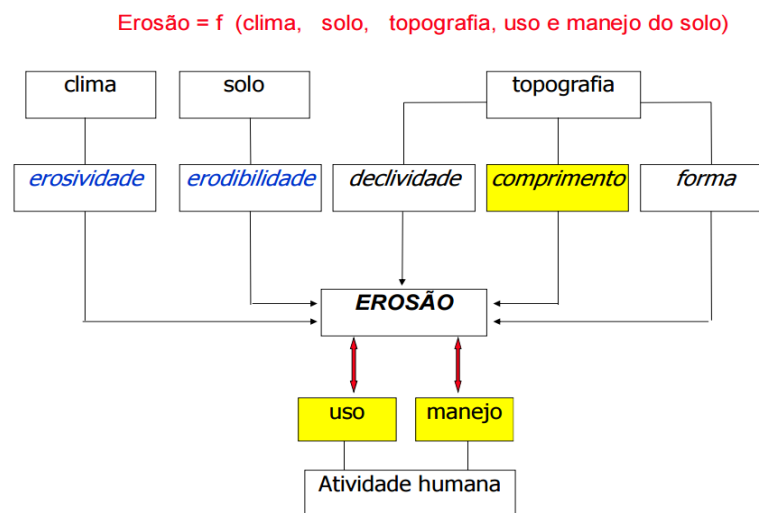 Erosão = f (clima, solo, topografia, uso e manejo do solo)
clima
solo
topografia
erosividade
erodibilidade
declividade
comprimento
forma
EROSÃO
uso
manejo
Atividade humana